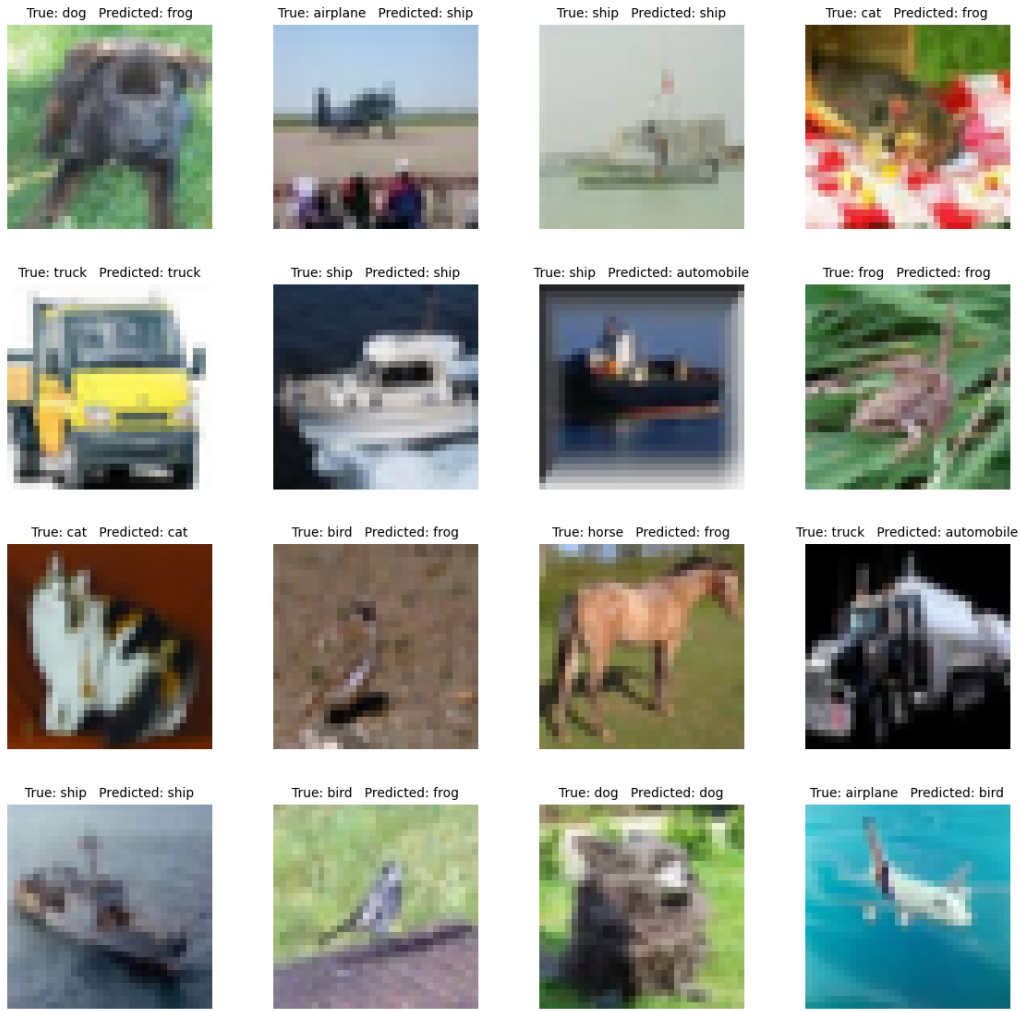 True: dog   Predicted: frog
True: airplane   Predicted: ship
True: ship   Predicted: ship
True: cat   Predicted: frog
True: truck   Predicted: truck
True: ship   Predicted: ship
True: ship   Predicted: automobile
True: frog   Predicted: frog
True: cat   Predicted: cat
True: bird   Predicted: frog
True: horse   Predicted: frog
True: truck   Predicted: automobile
True: ship   Predicted: ship
True: bird   Predicted: frog
True: dog   Predicted: dog
True: airplane   Predicted: bird